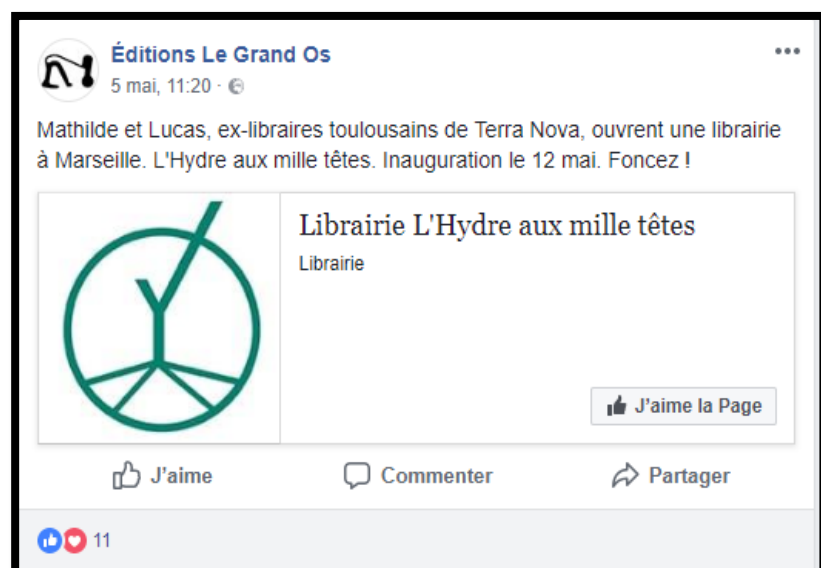 Éditions Le Grand Os
5 mai, 11:20 ·
Mathilde et Lucas, ex-libraires toulousains de Terra Nova, ouvrent une librairie
à Marseille. L'Hydre aux mille têtes. Inauguration le 12 mai. Foncez !
Librairie L'Hydre aux mille têtes
Librairie
J'aime la Page
J'aime Commenter Partager
11